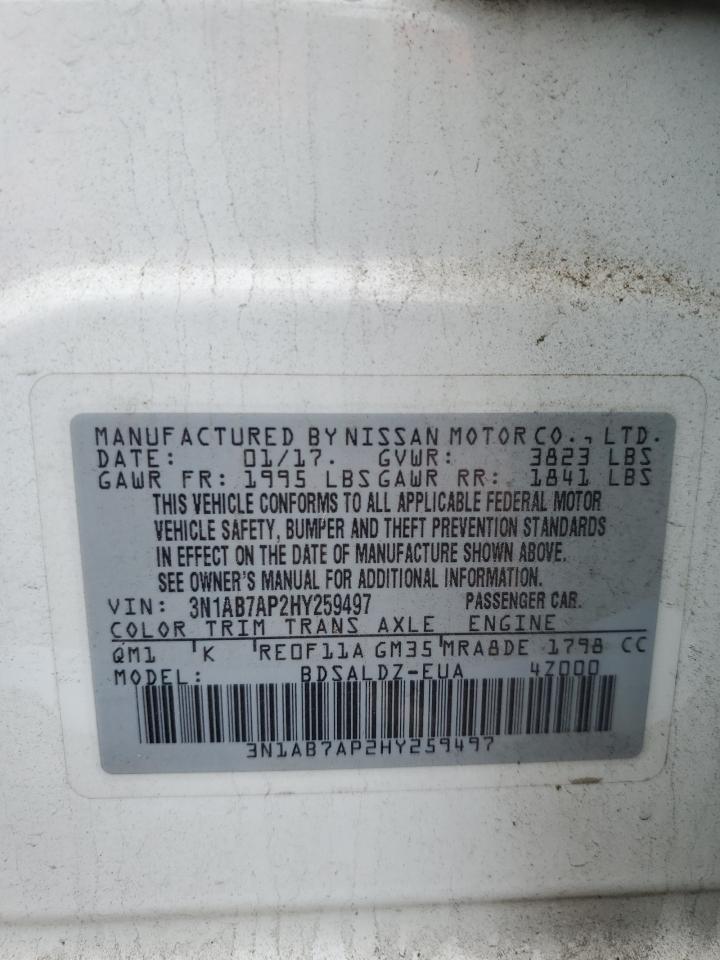 MANUFACTURED BY NISSAN MOTOR CO., LTD.
DATE: 01/17. GVWR: 3823 LBS
GAWR FR: 1995 LBS GAWR RR: 1841 LBS
THIS VEHICLE CONFORMS TO ALL APPLICABLE FEDERAL MOTOR
VEHICLE SAFETY, BUMPER AND THEFT PREVENTION STANDARDS
IN EFFECT ON THE DATE OF MANUFACTURE SHOWN ABOVE.
SEE OWNER'S MANUAL FOR ADDITIONAL INFORMATION.
VIN: 3N1AB7AP2HY259497 PASSENGER CAR.
COLOR TRIM TRANS AXLE ENGINE
QM1 K RE0F11A GM35 MRA8DE 1798 CC
MODEL: BDSALDZ-EUA 4Z000
3N1AB7AP2HY259497